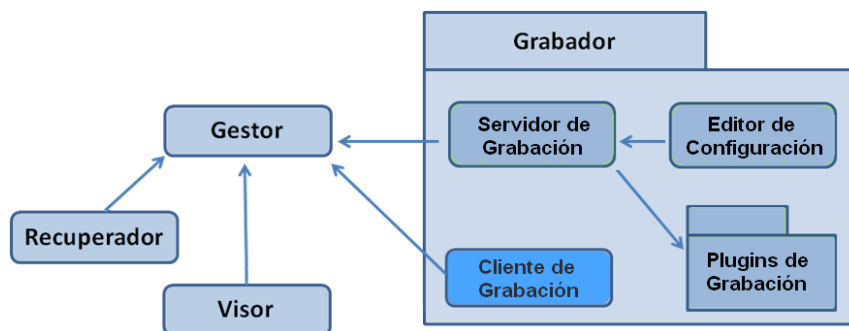 Grabador
Gestor
Servidor de
Grabación
Editor de
Configuración
Recuperador
Visor
Cliente de
Grabación
Plugins de
Grabación